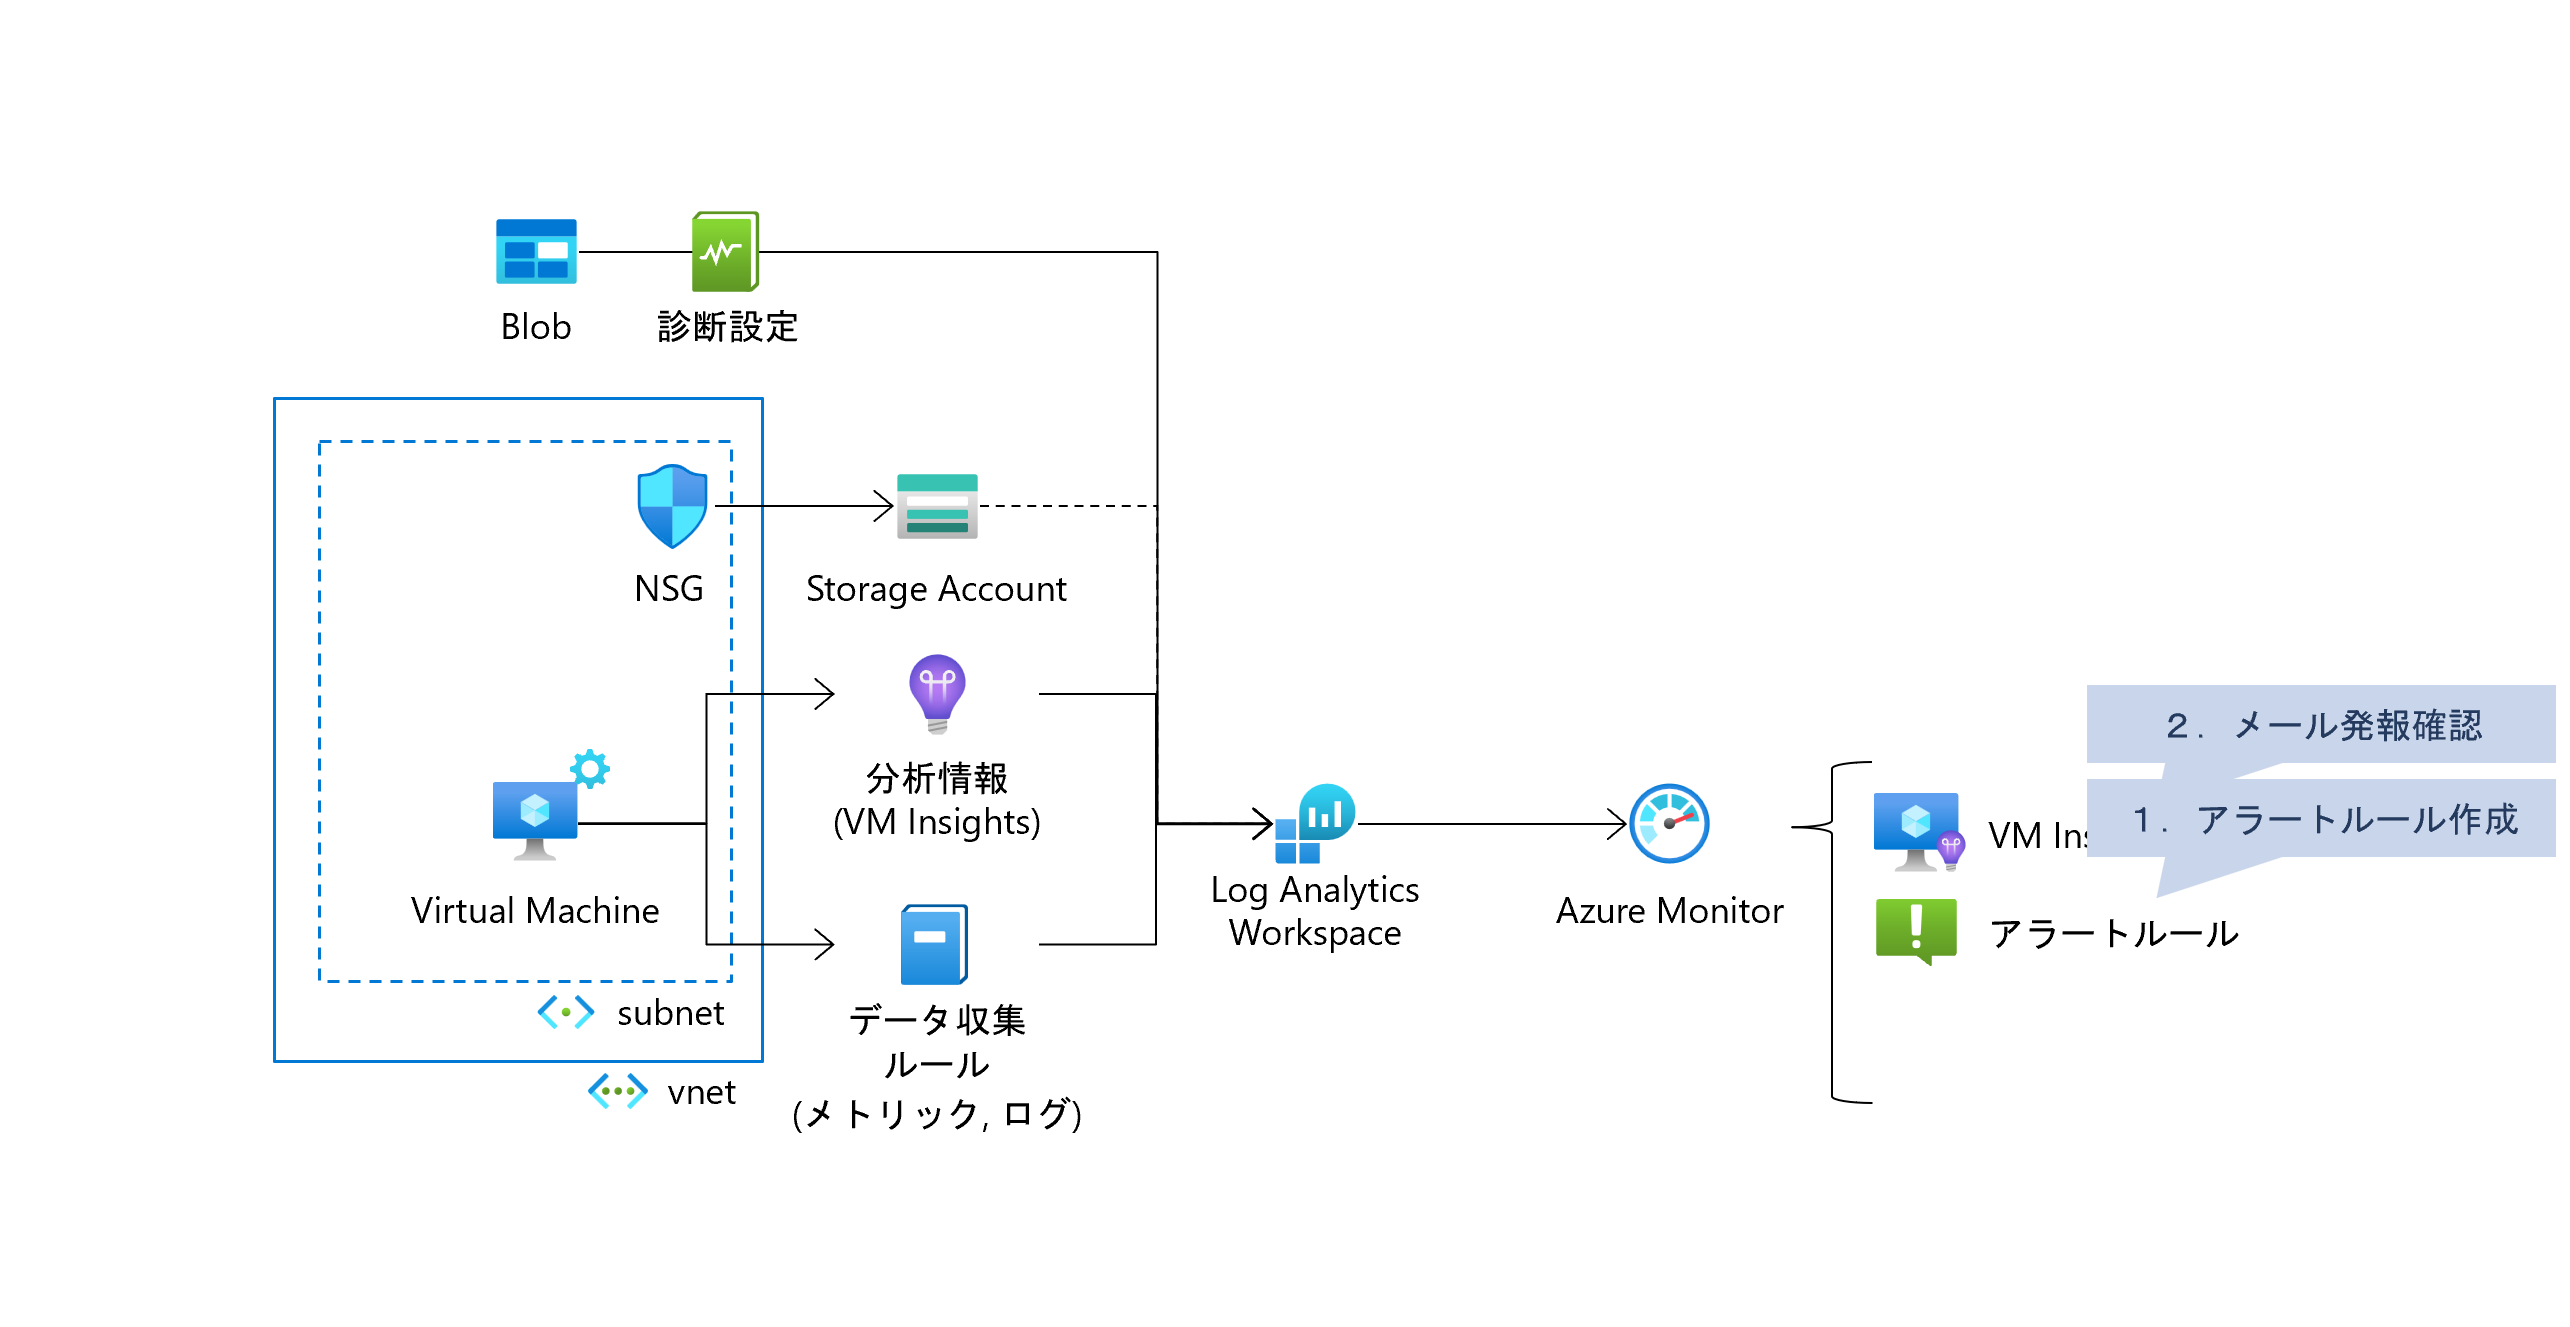 Blob
診断設定
NSG
Storage Account
分析情報
(VM Insights)
Virtual Machine
データ収集
ルール
(メトリック, ログ)
subnet
vnet
Log Analytics
Workspace
Azure Monitor
２．メール発報確認
１．アラートルール作成
VM
アラートルール